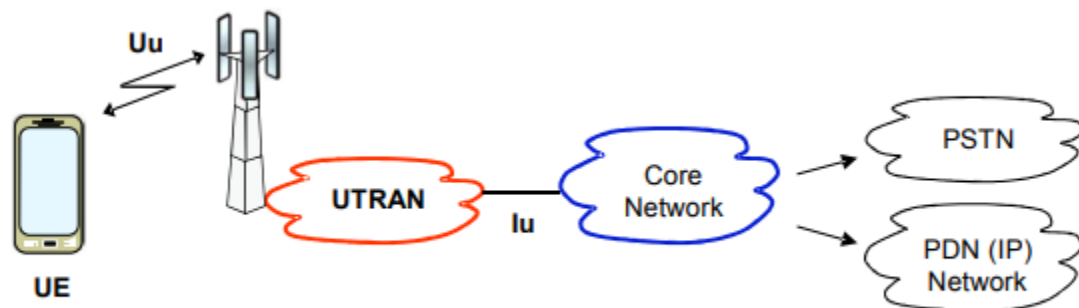 Uu
PSTN
UTRAN
Iu
Core
Network
PDN (IP)
Network
UE